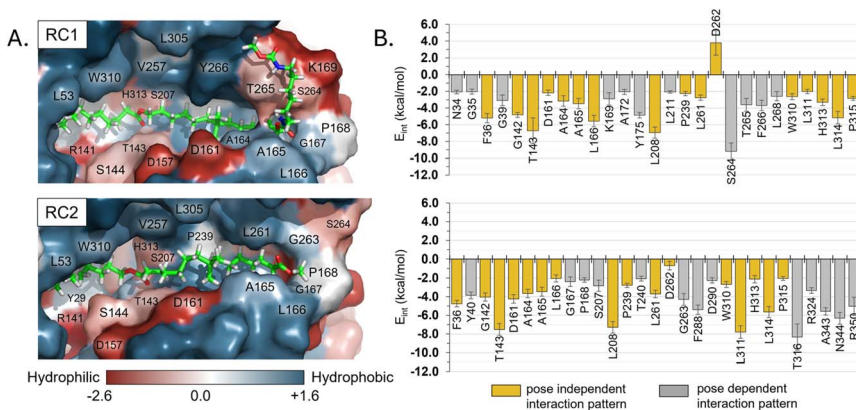 A.
RC1
L305
V257
Y266
K169
W310
H313
S207
T265
S264
L53
P168
R141
T143
D161
A164
A165
G167
S144
D157
L166
RC2
L305
V257
P239
L261
S264
W310
H313
S207
G263
L53
P168
Y29
A165
G167
R141
S144
T143
D161
L166
D157
Hydrophilic
Hydrophobic
-2.6
0.0
+1.6
B.
6.0
4.0
2.0
0.0
-2.0
-4.0
-6.0
-8.0
-10.0
-12.0
Eint (kcal/mol)
N34
G35
F36
G39
G142
T143
D161
A164
A165
L166
K169
A172
Y175
L208
L211
P239
L261
D262
S264
T265
F266
L268
W310
L311
H313
L314
P315
6.0
4.0
2.0
0.0
-2.0
-4.0
-6.0
-8.0
-10.0
-12.0
Eint (kcal/mol)
F36
Y40
G142
T143
D161
A164
A165
L166
G167
P168
S207
L208
P239
T240
L261
D262
G263
F288
D290
W310
L311
H313
L314
P315
T316
R324
A343
N344
R350
pose independent
interaction pattern
pose dependent
interaction pattern